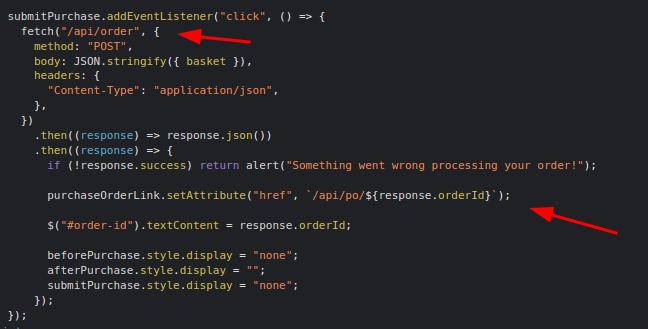 submitPurchase.addEventListener("click", () => {
fetch("/api/order", {
method: "POST",
body: JSON.stringify({ basket }),
headers: {
"Content-Type": "application/json",
},
})
.then((response) => response.json())
.then((response) => {
if (!response.success) return alert("Something went wrong processing your order!");
purchaseOrderLink.setAttribute("href", `/api/po/${response.orderId}`);
$("#order-id").textContent = response.orderId;
beforePurchase.style.display = "none";
afterPurchase.style.display = "";
submitPurchase.style.display = "none";
});
});